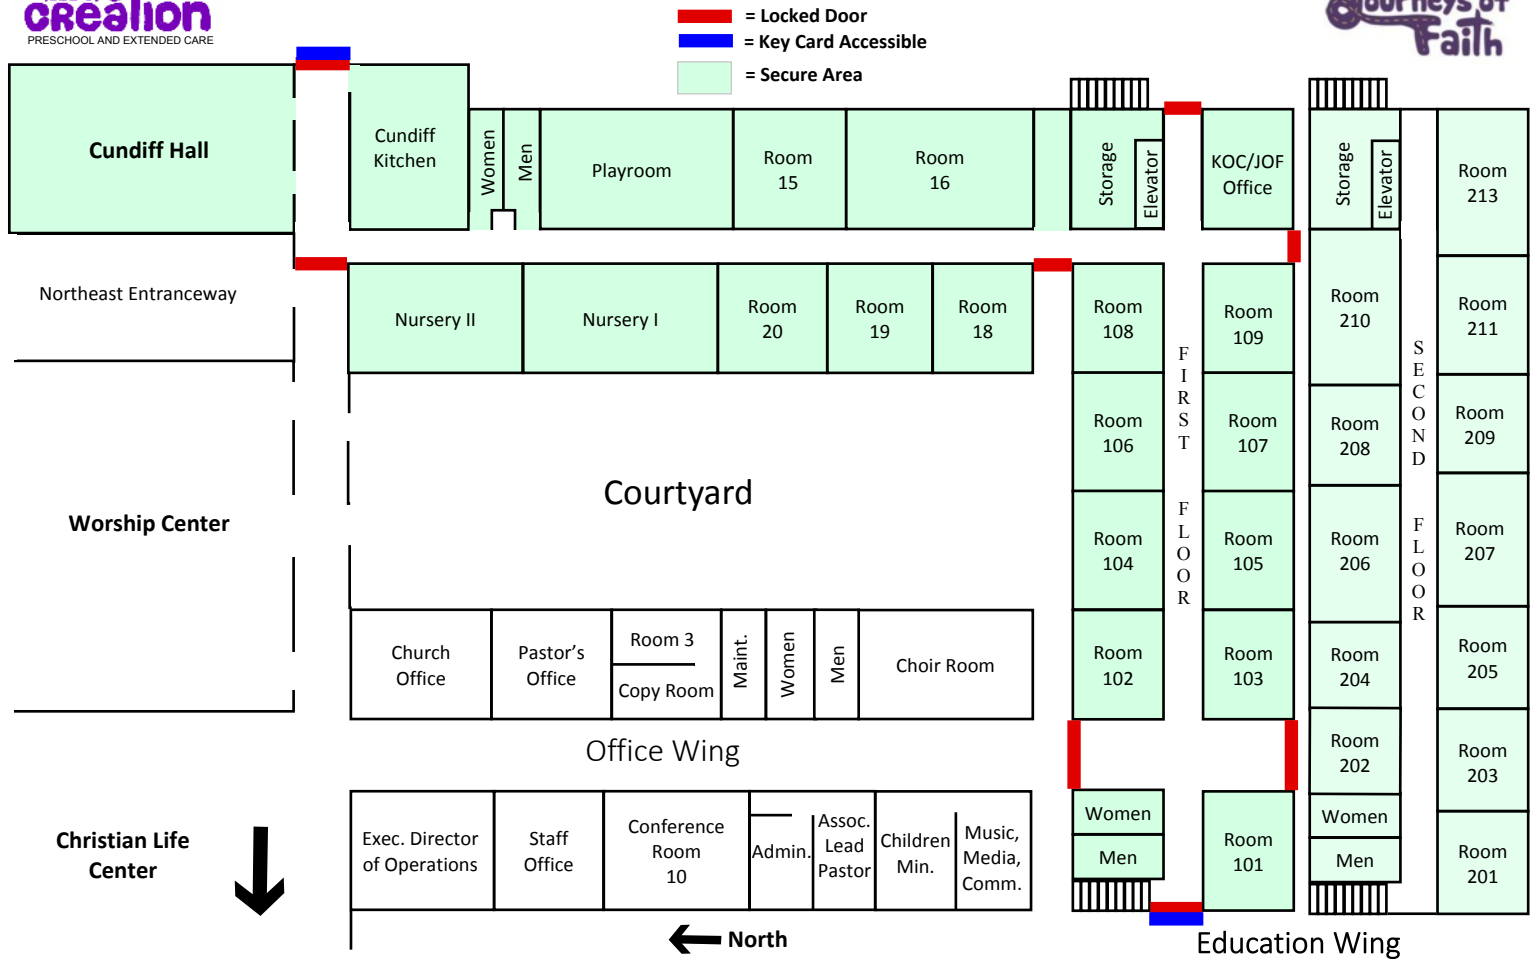 CReation
PRESCHOOL AND EXTENDED CARE
= Locked Door
= Key Card Accessible
= Secure Area
Journeys of
Faith
Cundiff Hall
Cundiff
Kitchen
Women
Men
Playroom
Room
15
Room
16
Storage
Elevator
KOC/JOF
Office
Storage
Elevator
Room
213
Northeast Entranceway
Nursery II
Nursery I
Room
20
Room
19
Room
18
Room
108
Room
109
Room
210
Room
211
FIRST FLOOR
SECOND FLOOR
Room
106
Room
107
Room
208
Room
209
Worship Center
Courtyard
Room
104
Room
105
Room
206
Room
207
Church
Office
Pastor's
Office
Room 3
Copy Room
Maint.
Women
Men
Choir Room
Room
102
Room
103
Room
204
Room
205
Office Wing
Room
202
Room
203
Christian Life
Center
Exec. Director
of Operations
Staff
Office
Conference
Room
10
Admin.
Assoc.
Lead
Pastor
Children
Min.
Music,
Media,
Comm.
Women
Men
Room
101
Women
Men
Room
201
North
Education Wing